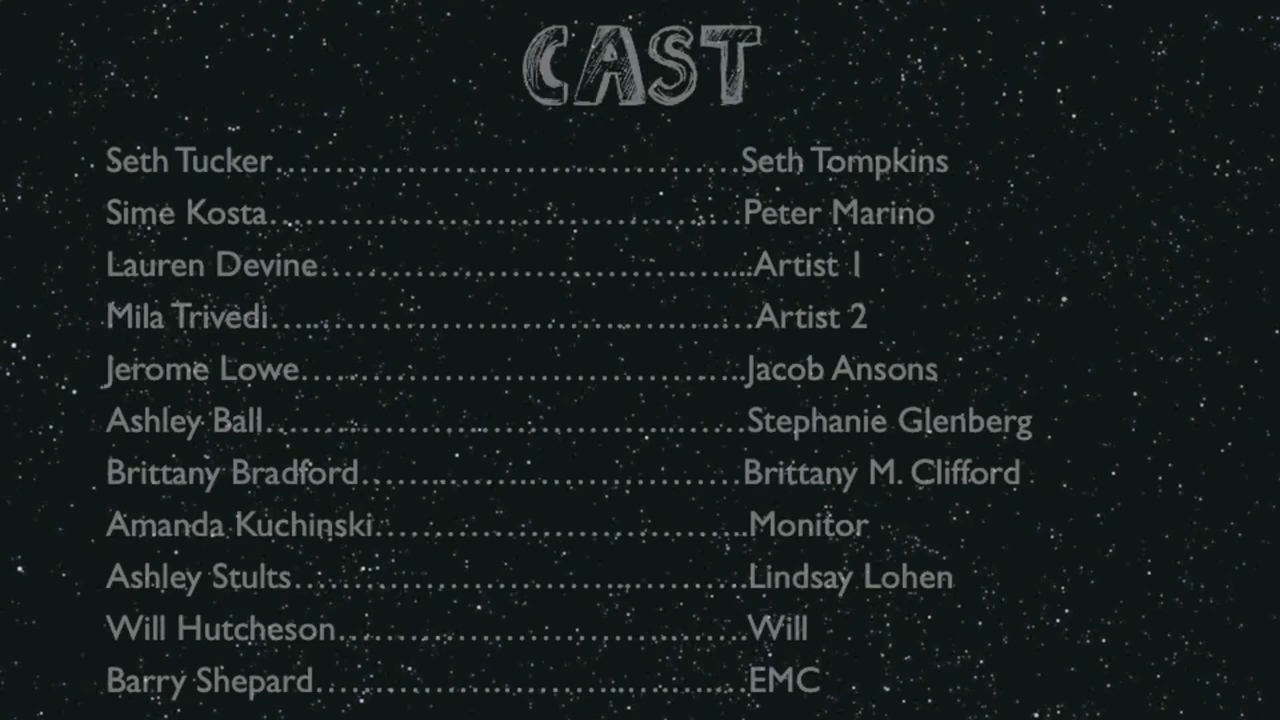 CAST
Seth Tucker.......................................Seth Tompkins
Sime Kosta.......................................Peter Marino
Lauren Devine.......................................Artist 1
Mila Trivedi.......................................Artist 2
Jerome Lowe.......................................Jacob Ansons
Ashley Ball.......................................Stephanie Glenberg
Brittany Bradford.......................................Brittany M. Clifford
Amanda Kuchinski.......................................Monitor
Ashley Stults.......................................Lindsay Lohen
Will Hutcheson.......................................Will
Barry Shepard.......................................EMC